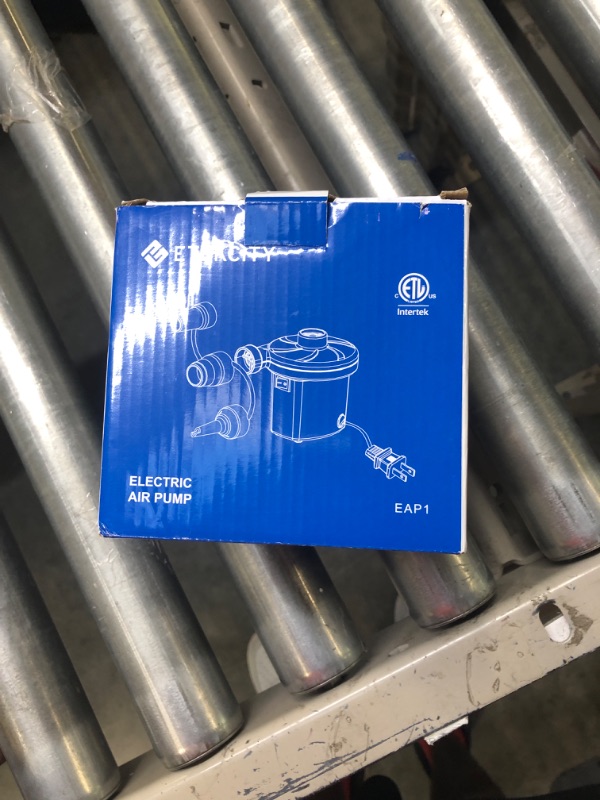 ETEKCITY
C ETL US
Intertek
ELECTRIC
AIR PUMP
EAP1